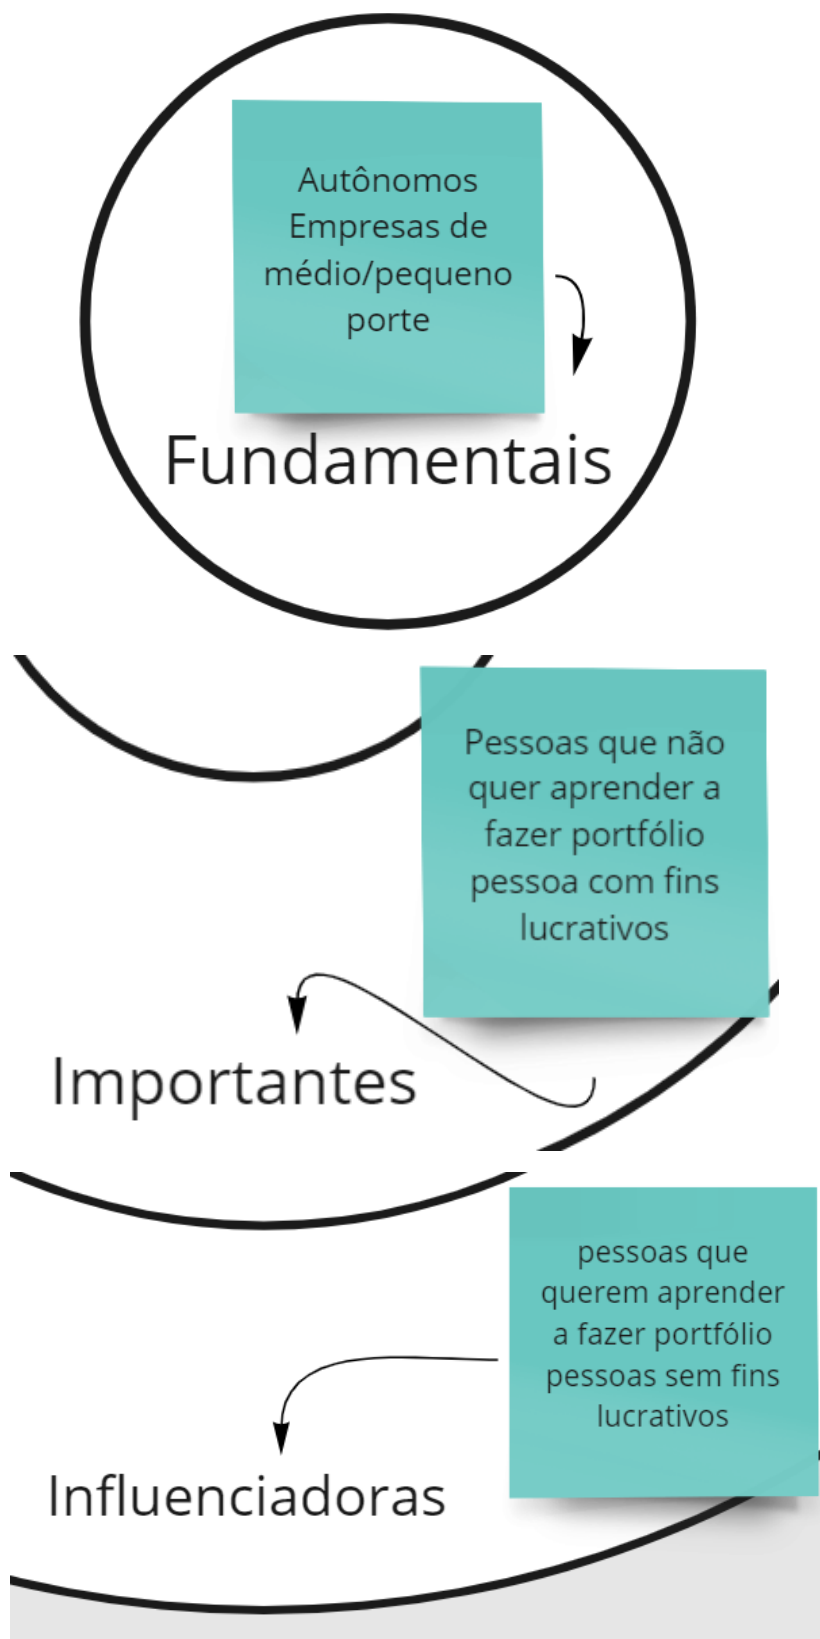 Autônomos
Empresas de
médio/pequeno
porte
Fundamentais
Pessoas que não
quer aprender a
fazer portfólio
pessoa com fins
lucrativos
Importantes
pessoas que
querem aprender
a fazer portfólio
pessoas sem fins
lucrativos
Influenciadoras